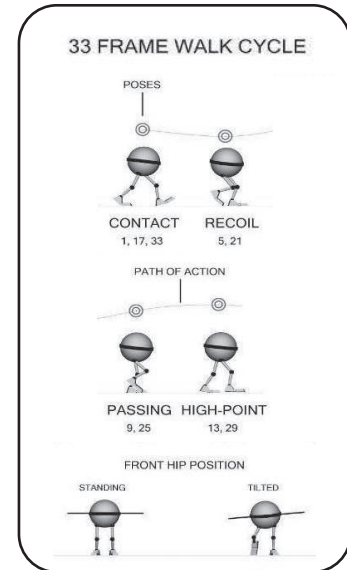 33 FRAME WALK CYCLE
POSES
CONTACT RECOIL
1, 17, 33 5, 21
PATH OF ACTION
PASSING HIGH-POINT
9, 25 13, 29
FRONT HIP POSITION
STANDING TILTED